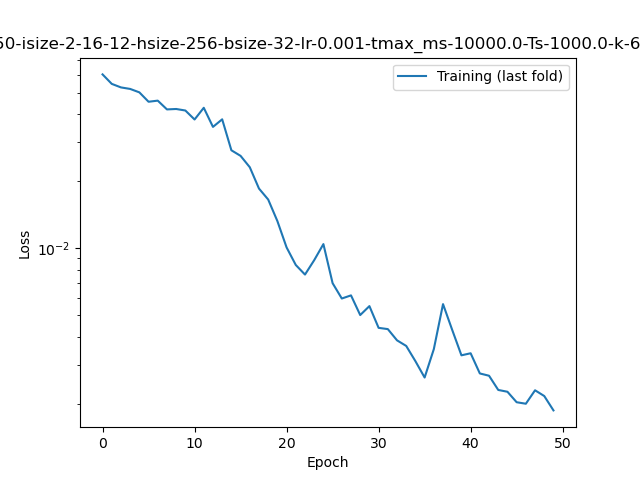 50-isize-2-16-12-hsize-256-bsize-32-lr-0.001-tmax_ms-10000.0-Ts-1000.0-k-6
Training (last fold)
Loss
10⁻²
0 10 20 30 40 50
Epoch